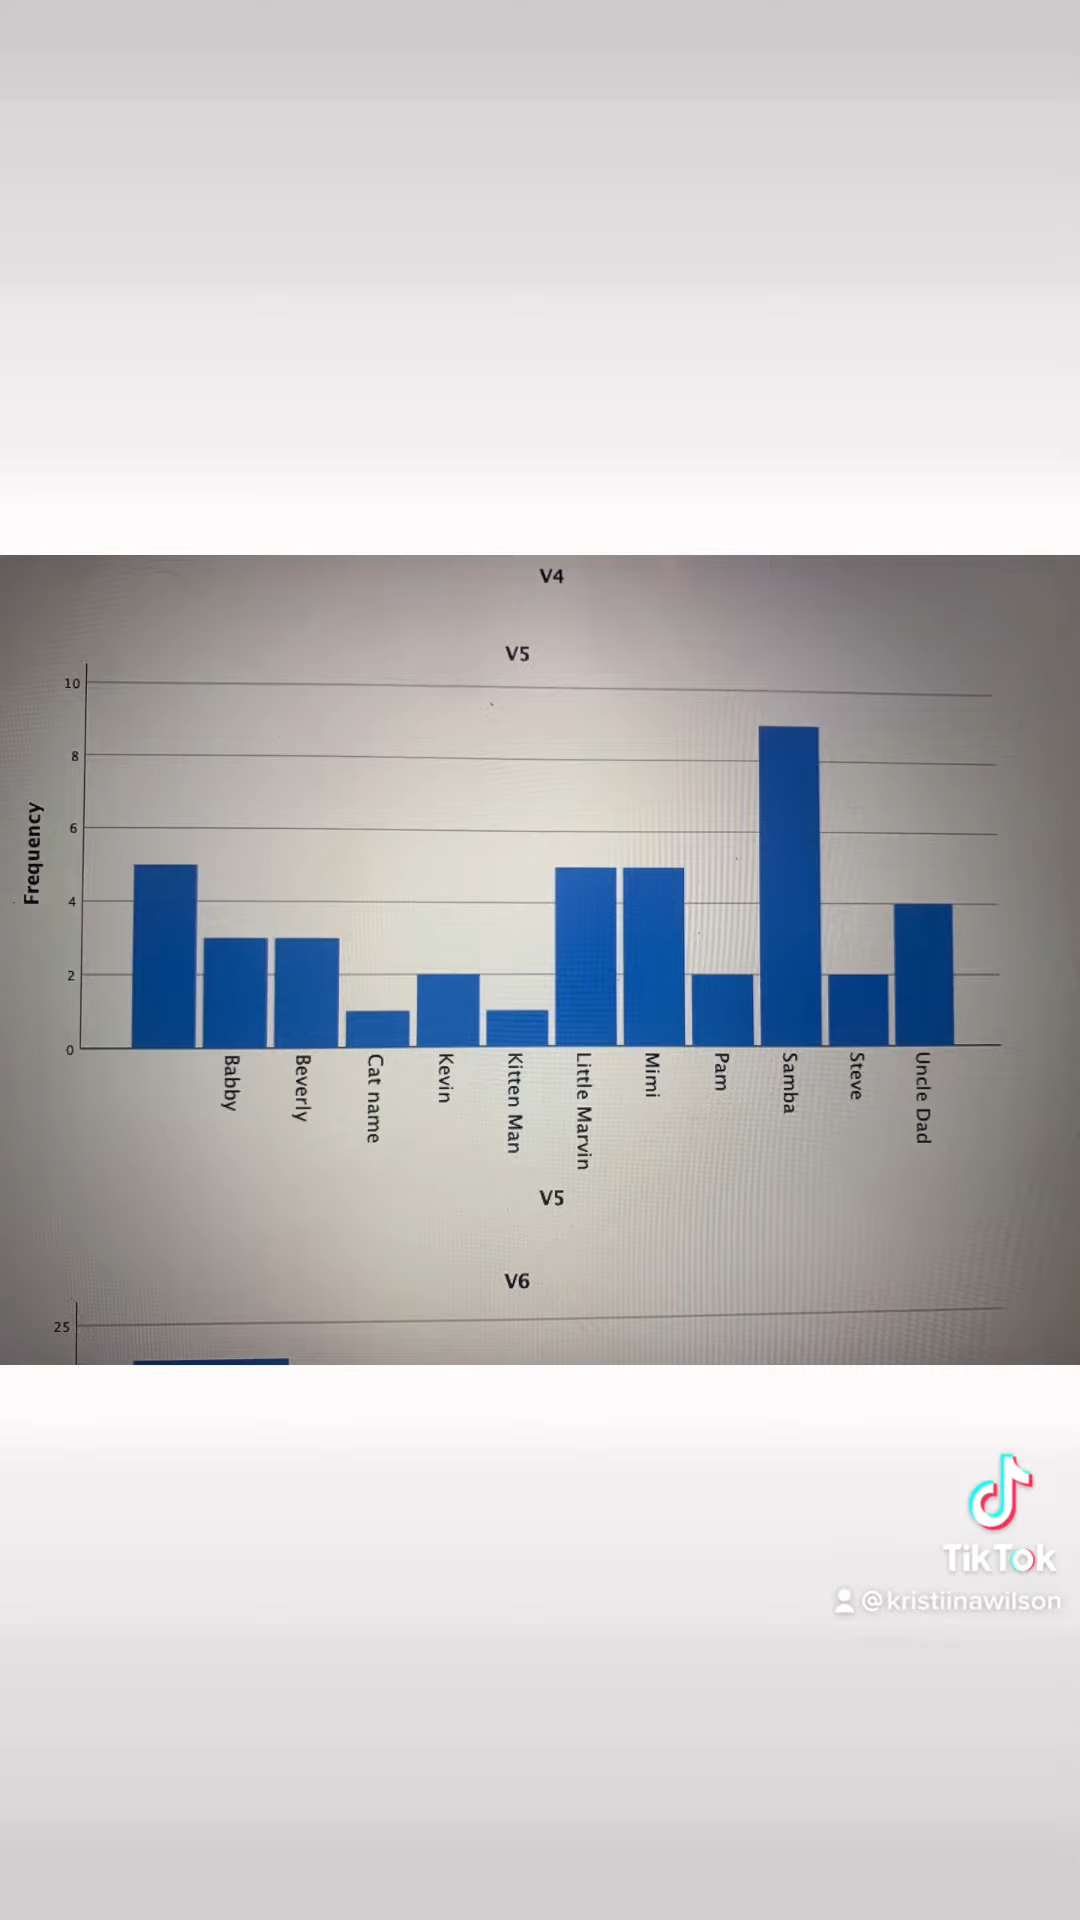 V4
V5
10
8
6
4
2
0
Frequency
Babby
Beverly
Cat name
Kevin
Kitten Man
Little Marvin
Mimi
Pam
Samba
Steve
Uncle Dad
V5
V6
25
TikTok
@kristiinawilson